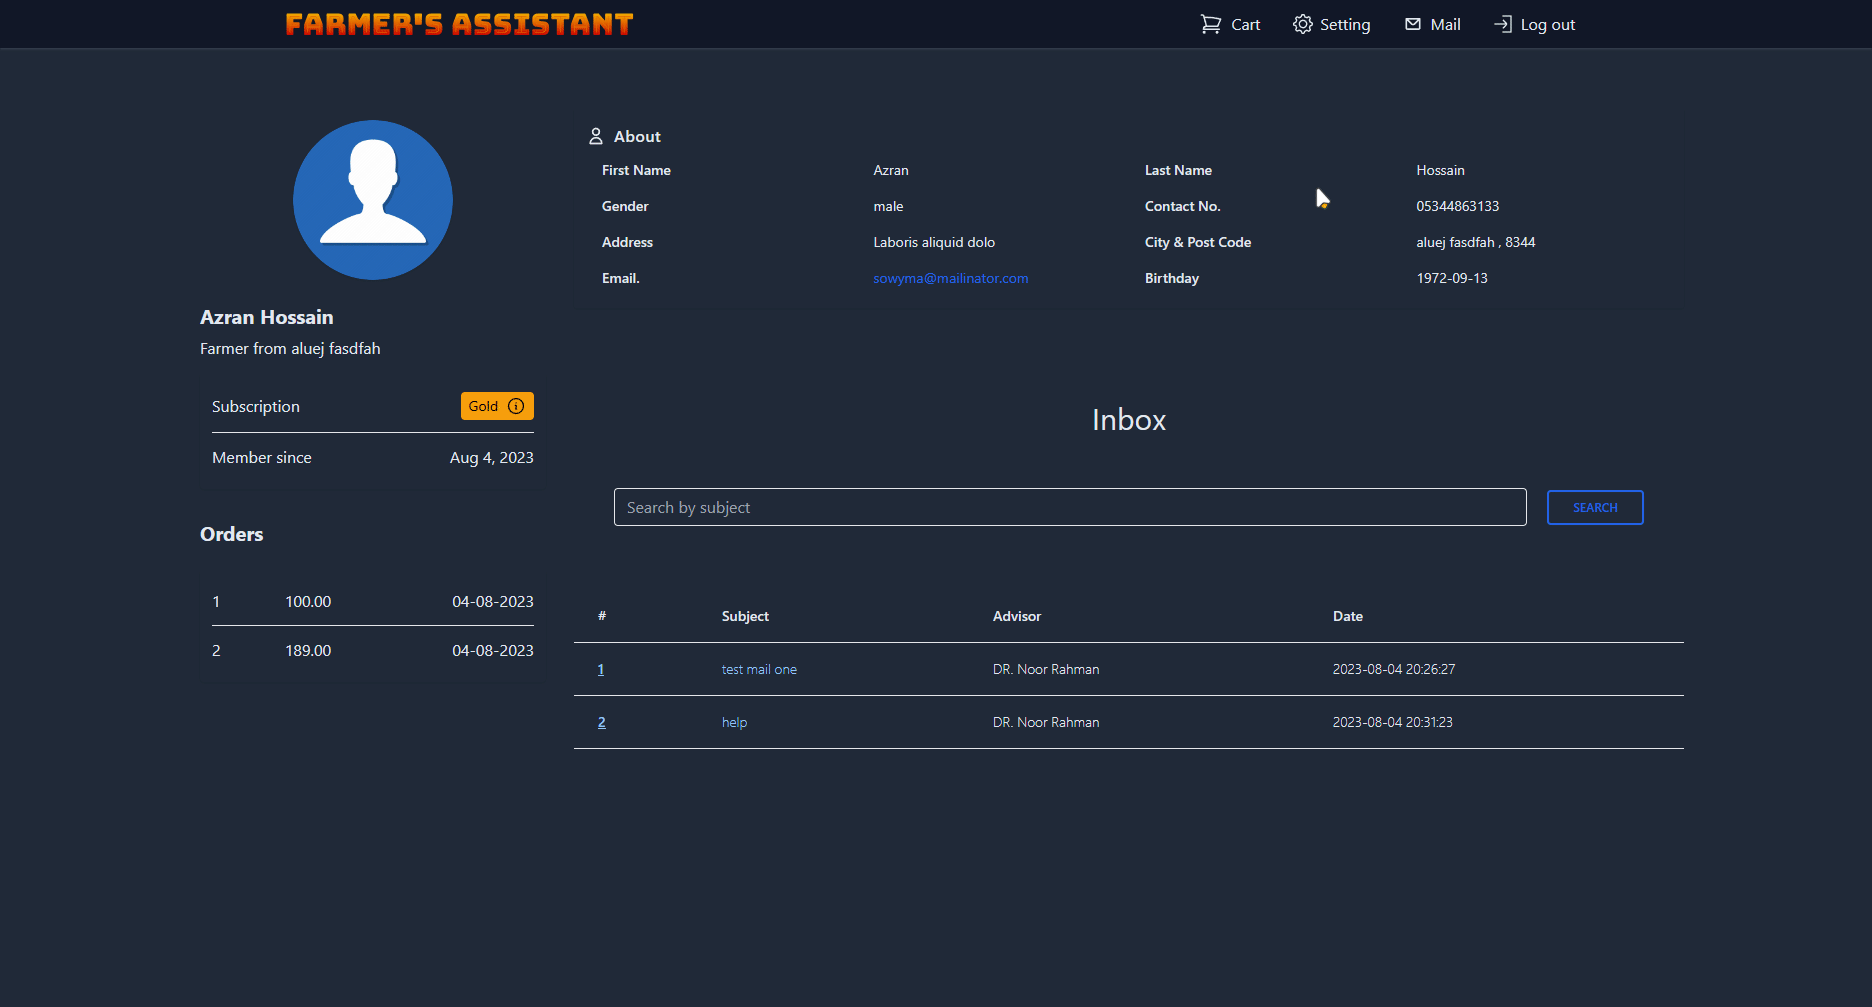 FARMER'S ASSISTANT
Cart Setting Mail Log out
About
First Name Azran Last Name Hossain
Gender male Contact No. 05344863133
Address Laboris aliquid dolo City & Post Code aluej fasdfah , 8344
Email. sowyma@mailinator.com Birthday 1972-09-13
Azran Hossain
Farmer from aluej fasdfah
Subscription Gold
Member since Aug 4, 2023
Orders
1 100.00 04-08-2023
2 189.00 04-08-2023
Inbox
Search by subject SEARCH
# Subject Advisor Date
1 test mail one DR. Noor Rahman 2023-08-04 20:26:27
2 help DR. Noor Rahman 2023-08-04 20:31:23